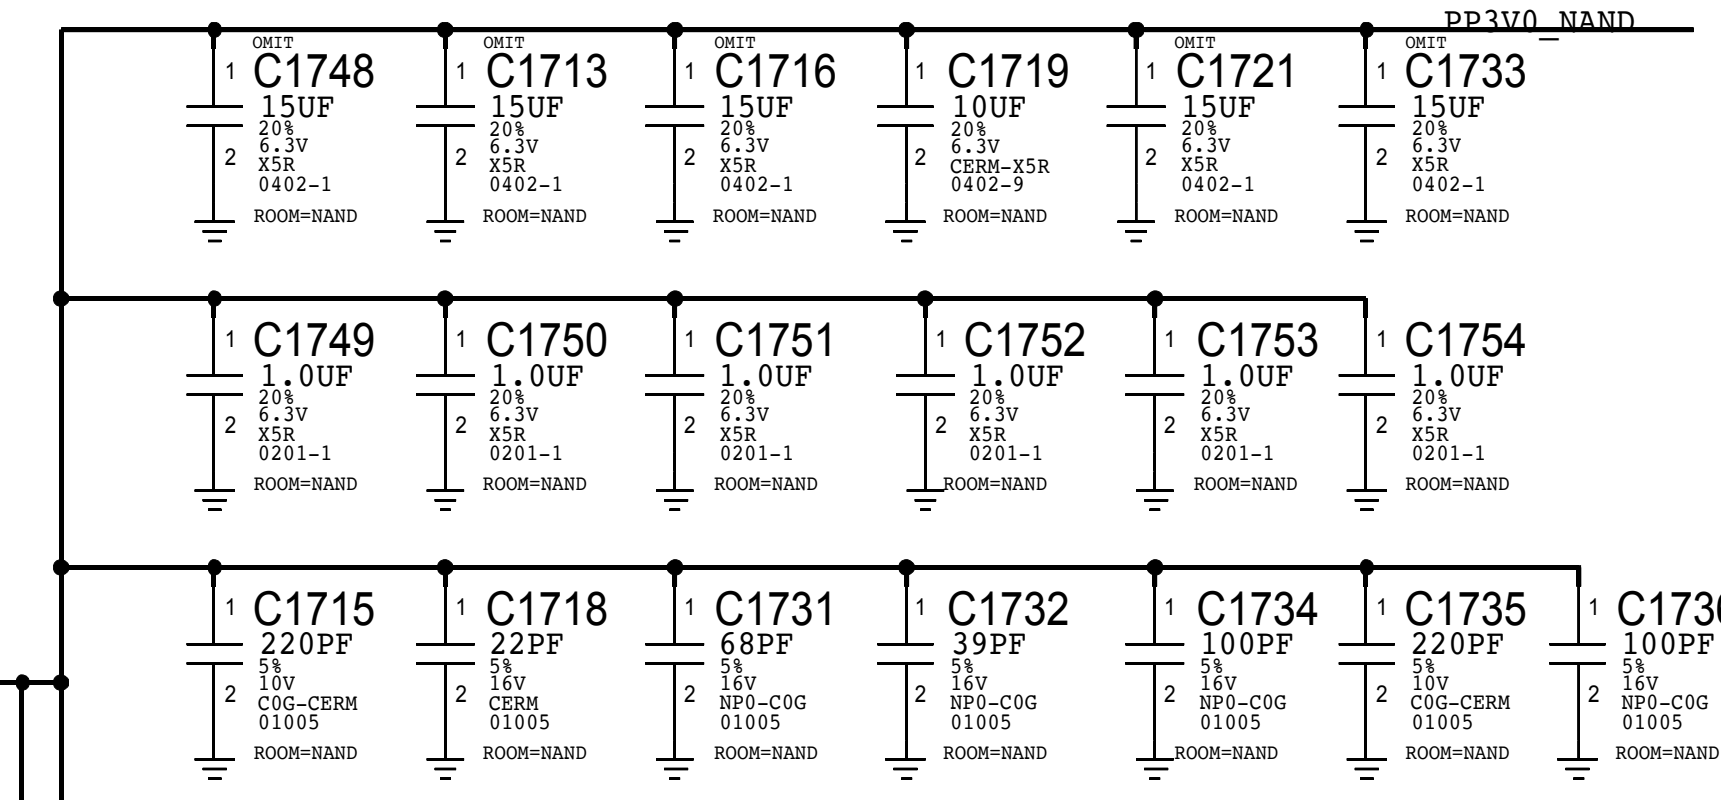 PP3V0_NAND
OMIT
1 C1748
15UF
20%
6.3V
2 X5R
0402-1
ROOM=NAND
OMIT
1 C1713
15UF
20%
6.3V
2 X5R
0402-1
ROOM=NAND
OMIT
1 C1716
15UF
20%
6.3V
2 X5R
0402-1
ROOM=NAND
1 C1719
10UF
20%
6.3V
2 CERM-X5R
0402-9
ROOM=NAND
OMIT
1 C1721
15UF
20%
6.3V
2 X5R
0402-1
ROOM=NAND
OMIT
1 C1733
15UF
20%
6.3V
2 X5R
0402-1
ROOM=NAND
1 C1749
1.0UF
20%
6.3V
2 X5R
0201-1
ROOM=NAND
1 C1750
1.0UF
20%
6.3V
2 X5R
0201-1
ROOM=NAND
1 C1751
1.0UF
20%
6.3V
2 X5R
0201-1
ROOM=NAND
1 C1752
1.0UF
20%
6.3V
2 X5R
0201-1
ROOM=NAND
1 C1753
1.0UF
20%
6.3V
2 X5R
0201-1
ROOM=NAND
1 C1754
1.0UF
20%
6.3V
2 X5R
0201-1
ROOM=NAND
1 C1715
220PF
5%
10V
2 C0G-CERM
01005
ROOM=NAND
1 C1718
22PF
5%
16V
2 CERM
01005
ROOM=NAND
1 C1731
68PF
5%
16V
2 NP0-C0G
01005
ROOM=NAND
1 C1732
39PF
5%
16V
2 NP0-C0G
01005
ROOM=NAND
1 C1734
100PF
5%
16V
2 NP0-C0G
01005
ROOM=NAND
1 C1735
220PF
5%
10V
2 C0G-CERM
01005
ROOM=NAND
1
100PF
5%
16V
2 NP0-C0G
01005
ROOM=NAND